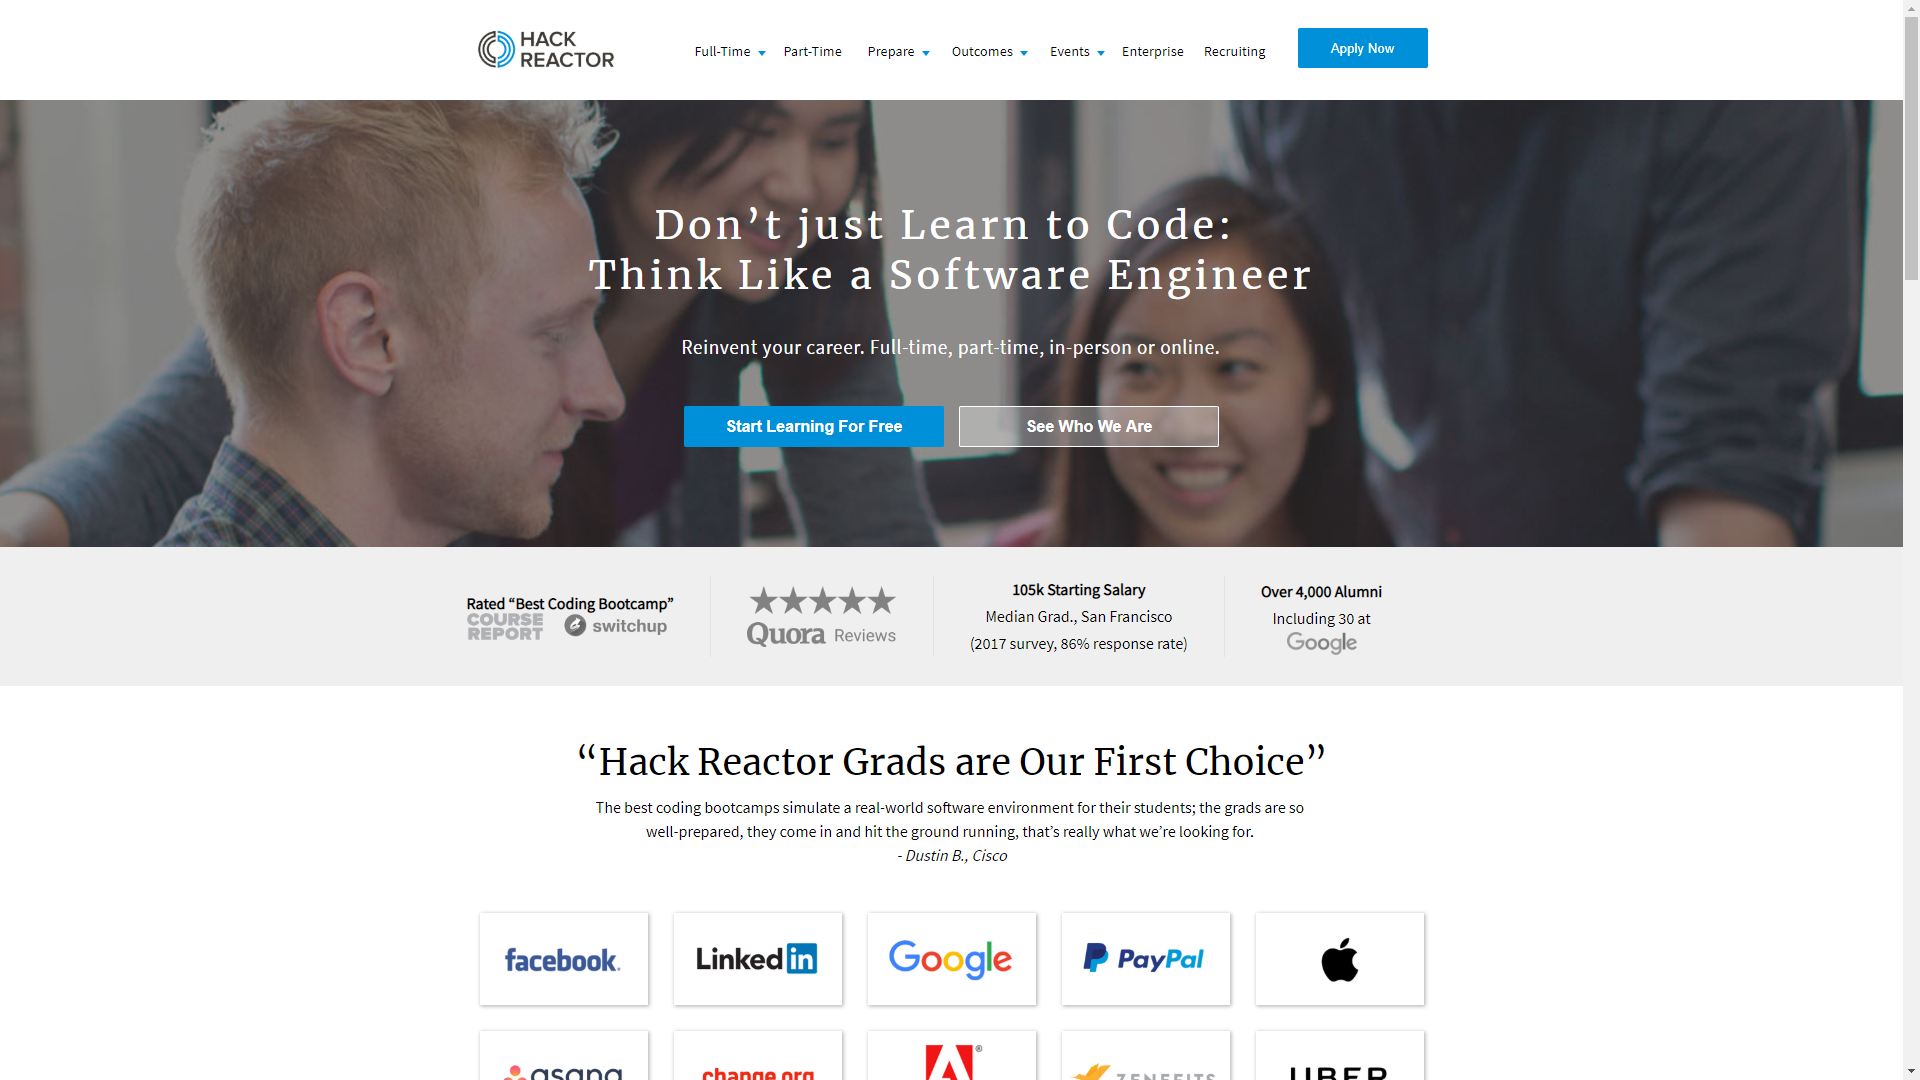 HACK
REACTOR
Full-Time
Part-Time
Prepare
Outcomes
Events
Enterprise
Recruiting
Apply Now
Don’t just Learn to Code:
Think Like a Software Engineer
Reinvent your career. Full-time, part-time, in-person or online.
Start Learning For Free
See Who We Are
Rated “Best Coding Bootcamp”
COURSE
REPORT
switchup
Quora Reviews
105k Starting Salary
Median Grad., San Francisco
(2017 survey, 86% response rate)
Over 4,000 Alumni
Including 30 at
Google
“Hack Reactor Grads are Our First Choice”
The best coding bootcamps simulate a real-world software environment for their students; the grads are so
well-prepared, they come in and hit the ground running, that’s really what we’re looking for.
- Dustin B., Cisco
facebook.
Linked in
Google
PayPal
asana
change.org
ZENEFITS
UBER